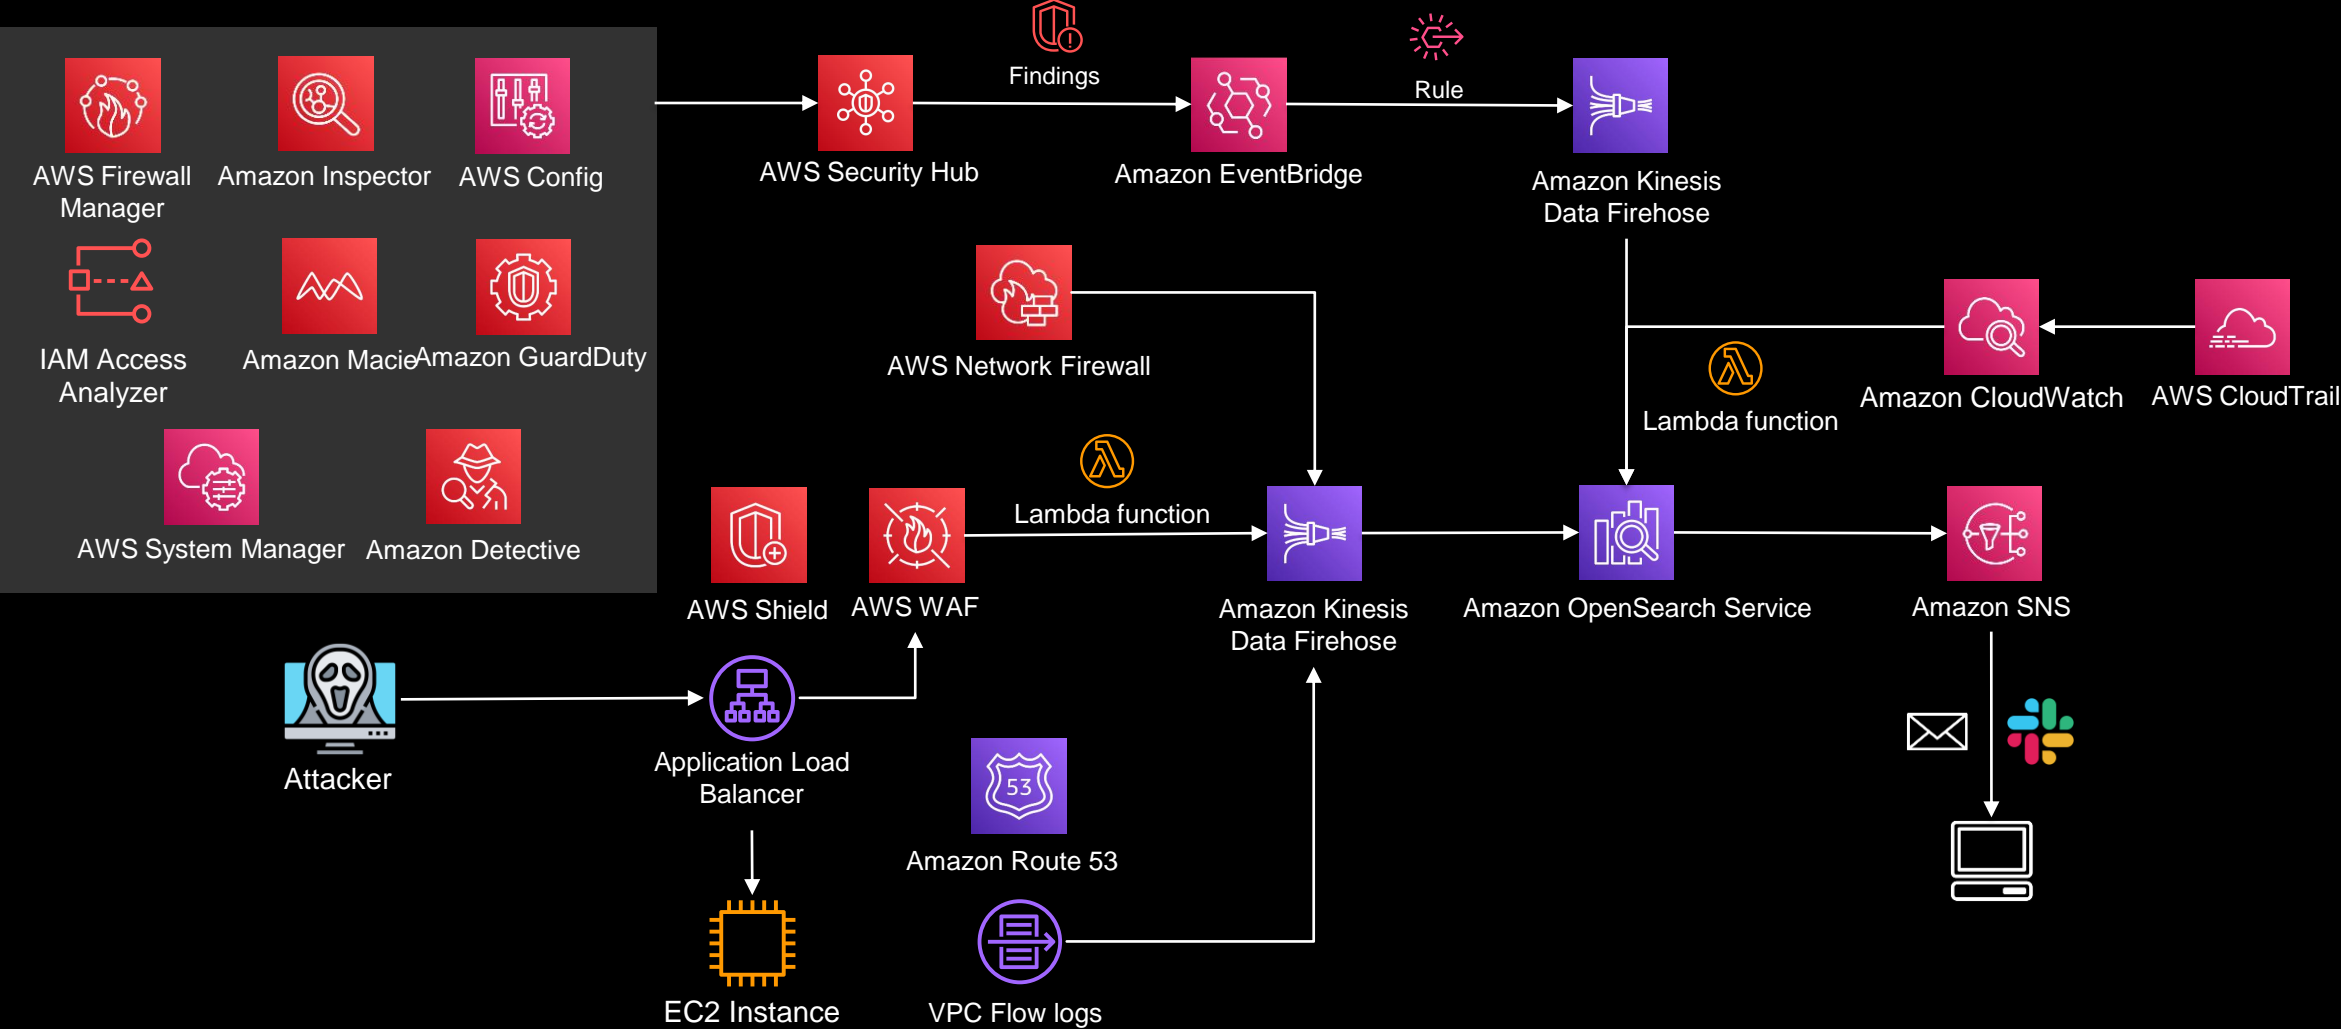 Findings
Rule
AWS Firewall
Manager
Amazon Inspector
AWS Config
AWS Security Hub
Amazon EventBridge
Amazon Kinesis
Data Firehose
IAM Access
Analyzer
Amazon Macie
Amazon GuardDuty
AWS Network Firewall
Lambda function
Amazon CloudWatch
AWS CloudTrail
AWS System Manager
Amazon Detective
Lambda function
AWS Shield
AWS WAF
Amazon Kinesis
Data Firehose
Amazon OpenSearch Service
Amazon SNS
Attacker
Application Load
Balancer
53
Amazon Route 53
EC2 Instance
VPC Flow logs